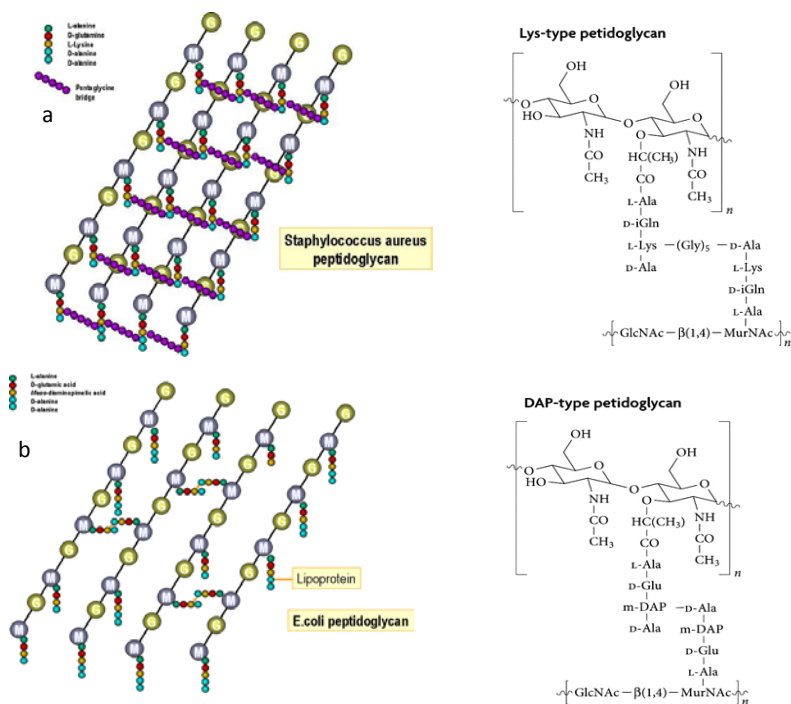 L-alanine
D-glutamine
L-Lysine
D-alanine
D-alanine
Pentaglycine
bridge
a
G G G G
M M M M
G
M
G
M
G
M
Staphylococcus aureus
peptidoglycan
Lys-type petidoglycan
OH
OH
O
O
O
O
HO
O
NH
NH
CO
HC(CH₃)
CO
CH₃
CO
CH₃
L-Ala
D-iGln
L-Lys —(Gly)₅ — D-Ala
D-Ala
L-Lys
D-iGln
L-Ala
n
GlcNAc — β(1,4) — MurNAc
n
L-alanine
D-glutamic acid
Meso-diaminopimelic acid
D-alanine
D-alanine
b
G G G G
M M M M
Lipoprotein
E.coli peptidoglycan
DAP-type petidoglycan
OH
OH
O
O
O
O
HO
O
NH
NH
CO
HC(CH₃)
CO
CH₃
CO
CH₃
L-Ala
D-Glu
m-DAP — D-Ala
D-Ala
m-DAP
D-Glu
L-Ala
n
GlcNAc — β(1,4) — MurNAc
n